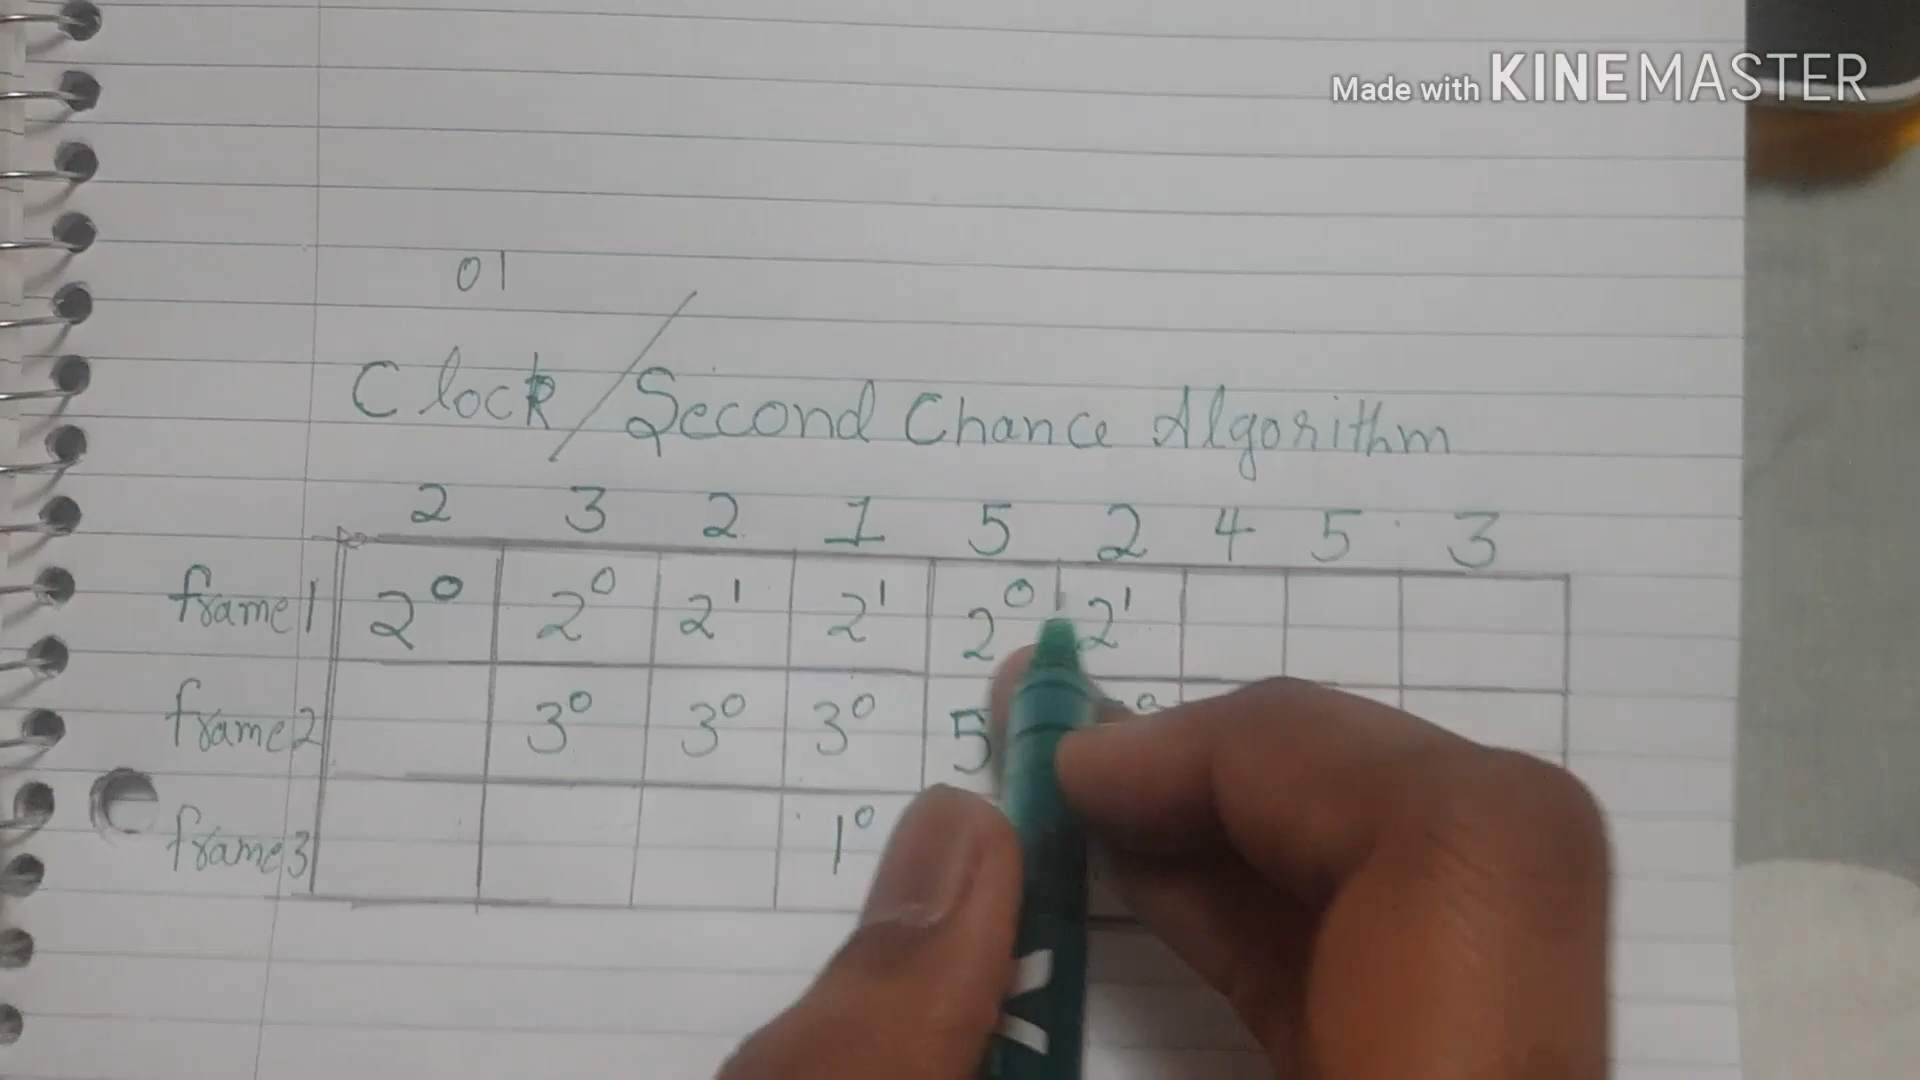 Made with KINEMASTER
01
Clock/Second Chance Algorithm
2 3 2 1 5 2 4 5 3
frame1 2⁰ 2⁰ 2¹ 2¹ 2⁰ 2¹
frame2 3⁰ 3⁰ 3⁰ 5
frame3 1⁰